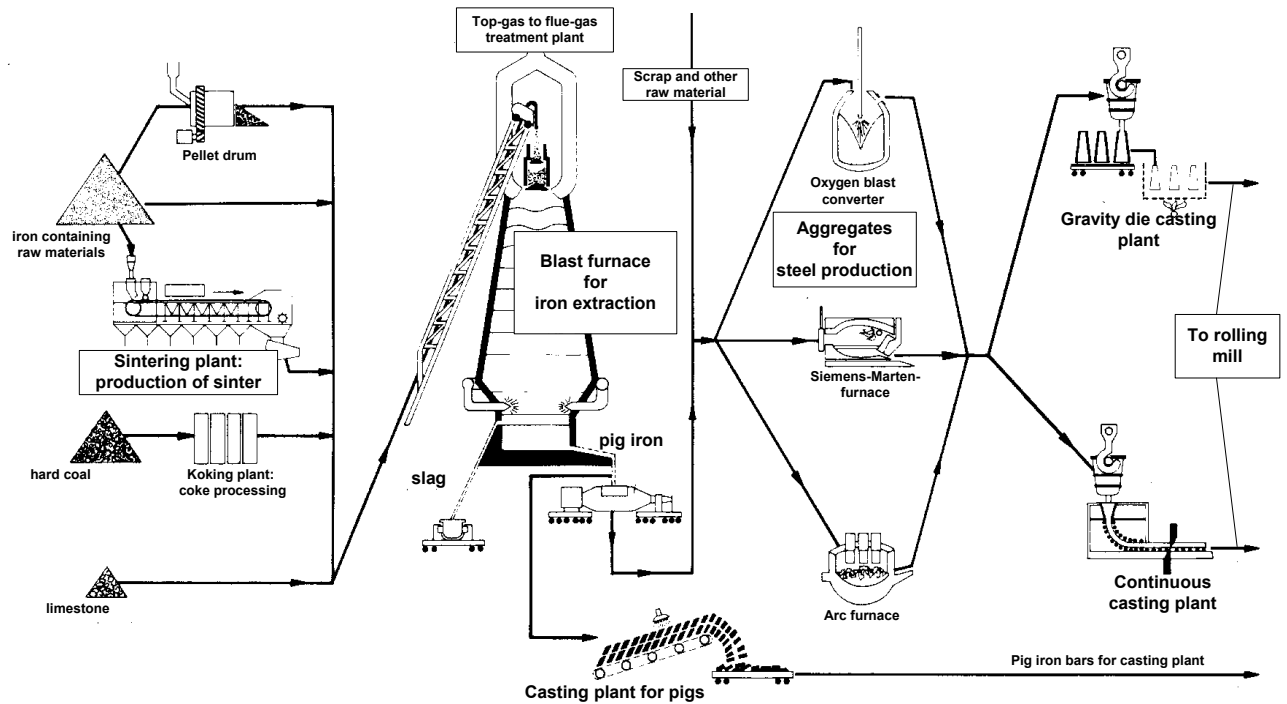 Top-gas to flue-gas
treatment plant
Scrap and other
raw material
Pellet drum
iron containing
raw materials
Sintering plant:
production of sinter
hard coal
Koking plant:
coke processing
limestone
Blast furnace
for
iron extraction
slag
pig iron
Oxygen blast
converter
Aggregates
for
steel production
Siemens-Marten-
furnace
Arc furnace
Gravity die casting
plant
To rolling
mill
Continuous
casting plant
Casting plant for pigs
Pig iron bars for casting plant